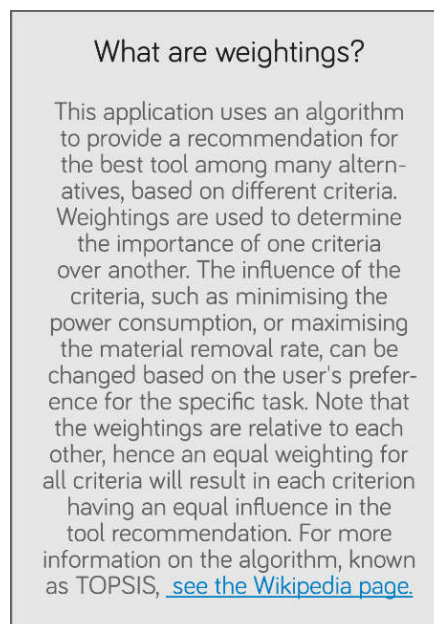 What are weightings?
This application uses an algorithm
to provide a recommendation for
the best tool among many altern-
atives, based on different criteria.
Weightings are used to determine
the importance of one criteria
over another. The influence of the
criteria, such as minimising the
power consumption, or maximising
the material removal rate, can be
changed based on the user's prefer-
ence for the specific task. Note that
the weightings are relative to each
other, hence an equal weighting for
all criteria will result in each criterion
having an equal influence in the
tool recommendation. For more
information on the algorithm, known
as TOPSIS, see the Wikipedia page.